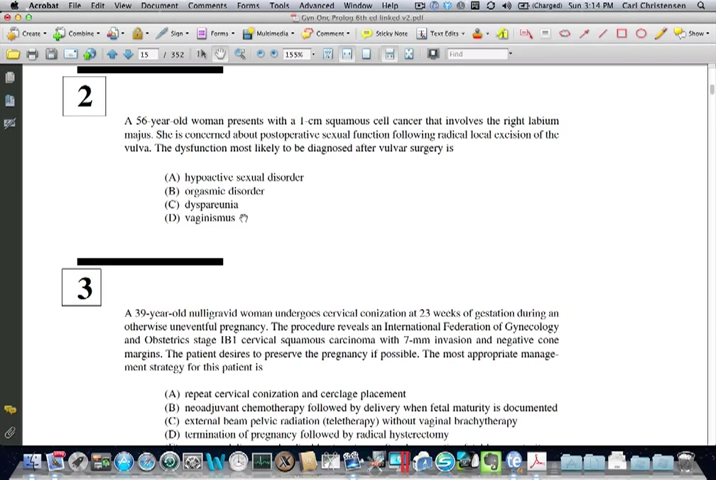 Acrobat File Edit View Document Comments Forms Tools Advanced Window Help (Charged) Sun 3:14 PM Carl Christensen
Gyn Onc Prolog 6th ed linked v2.pdf
Create Combine Sign Forms Multimedia Comment Sticky Note Text Edits Show
15 / 352 155% Find
2
A 56-year-old woman presents with a 1-cm squamous cell cancer that involves the right labium
majus. She is concerned about postoperative sexual function following radical local excision of the
vulva. The dysfunction most likely to be diagnosed after vulvar surgery is
(A) hypoactive sexual disorder
(B) orgasmic disorder
(C) dyspareunia
(D) vaginismus
3
A 39-year-old nulligravid woman undergoes cervical conization at 23 weeks of gestation during an
otherwise uneventful pregnancy. The procedure reveals an International Federation of Gynecology
and Obstetrics stage IB1 cervical squamous carcinoma with 7-mm invasion and negative cone
margins. The patient desires to preserve the pregnancy if possible. The most appropriate manage-
ment strategy for this patient is
(A) repeat cervical conization and cerclage placement
(B) neoadjuvant chemotherapy followed by delivery when fetal maturity is documented
(C) external beam pelvic radiation (teletherapy) without vaginal brachytherapy
(D) termination of pregnancy followed by radical hysterectomy